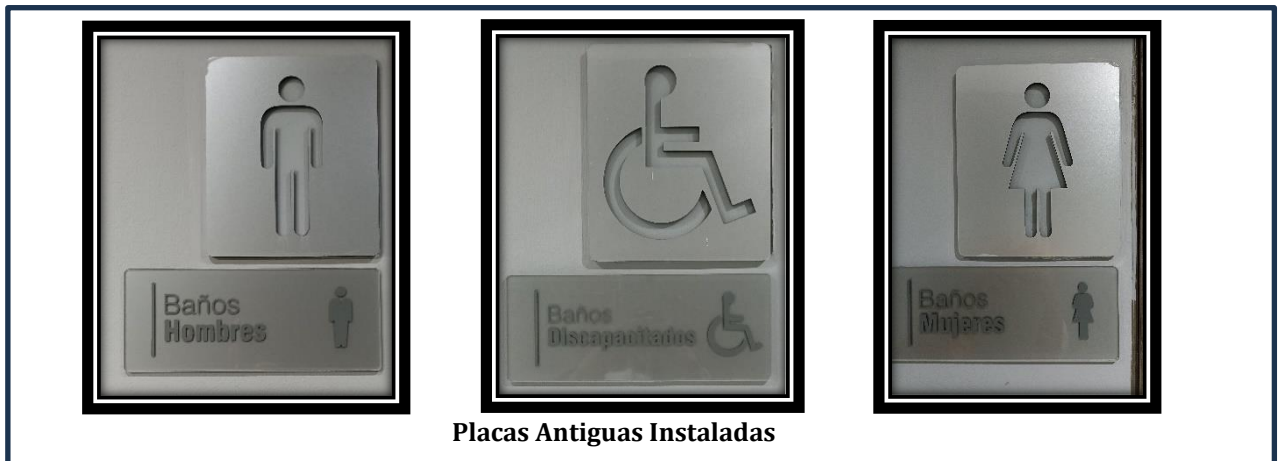 Baños
Hombres
Baños
Discapacitados
Baños
Mujeres
Placas Antiguas Instaladas